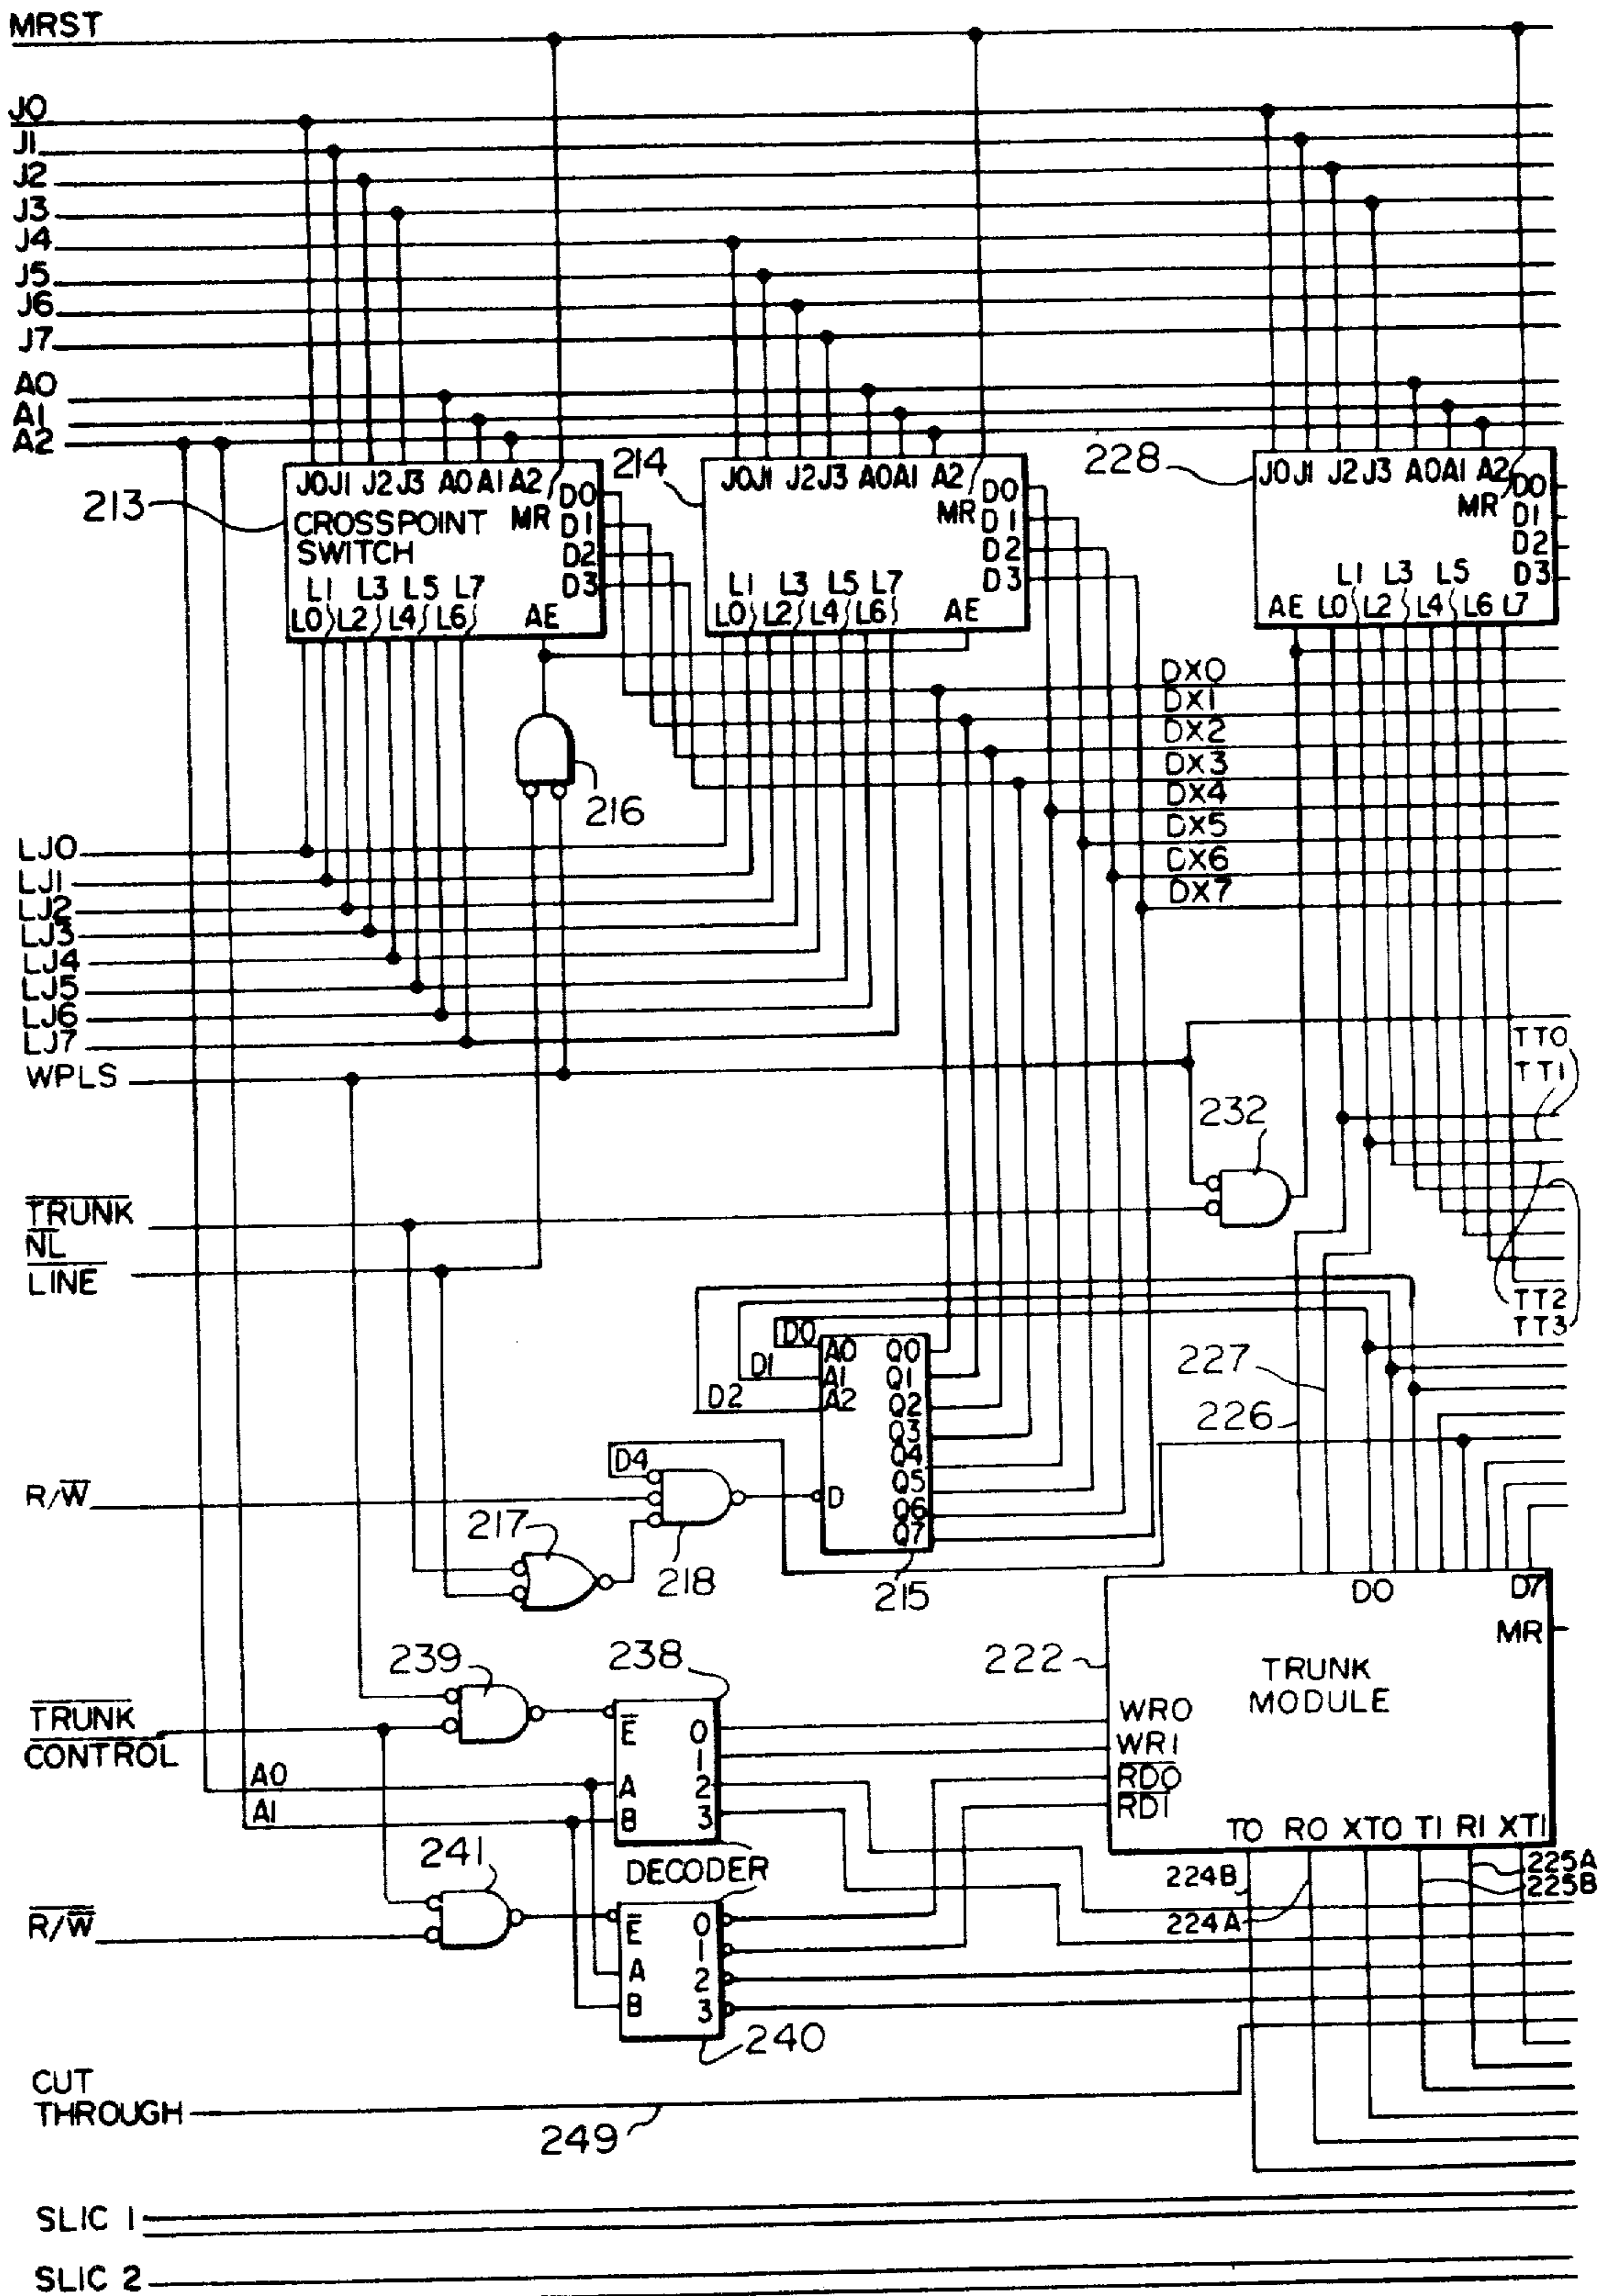 MRST
J0
J1
J2
J3
J4
J5
J6
J7
A0
A1
A2
213
J0 J1 J2 J3 A0 A1 A2
CROSSPOINT MR
SWITCH
D0
D1
D2
D3
L1 L3 L5 L7
L0 L2 L4 L6 AE
214
J0 J1 J2 J3 A0 A1 A2
MR
D0
D1
D2
D3
L1 L3 L5 L7
L0 L2 L4 L6 AE
228
J0 J1 J2 J3 A0 A1 A2
MR
D0
D1
D2
D3
L1 L3 L5
AE L0 L2 L4 L6 L7
DX0
DX1
DX2
DX3
DX4
DX5
DX6
DX7
216
LJ0
LJ1
LJ2
LJ3
LJ4
LJ5
LJ6
LJ7
WPLS
TT0
TT1
232
TRUNK
NL
LINE
TT2
TT3
D0
D1
D2
A0 Q0
A1 Q1
A2 Q2
Q3
Q4
Q5
D Q6
Q7
227
226
D4
R/W
217
218
215
D0 D7
MR
222
TRUNK
MODULE
239
238
WR0
WR1
RD0
RD1
TRUNK
CONTROL
E 0
1
A 2
B 3
A0
A1
T0 R0 XT0 T1 R1 XT1
241
DECODER
224B
225A
225B
224A
R/W
E 0
1
A 2
B 3
240
CUT
THROUGH
249
SLIC 1
SLIC 2